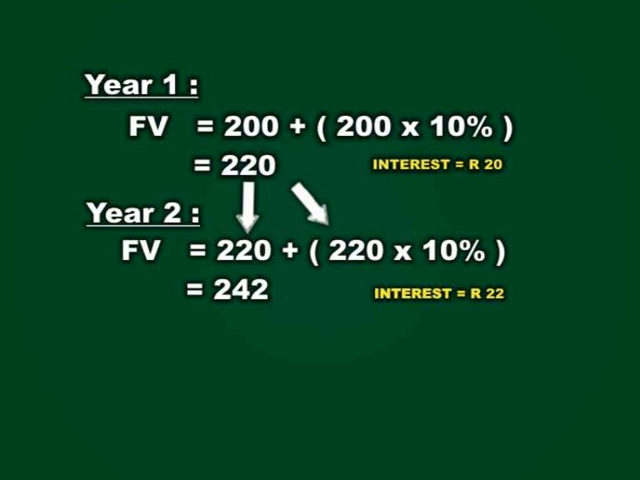 Year 1 :
FV = 200 + ( 200 x 10% )
= 220 INTEREST = R 20
Year 2 :
FV = 220 + ( 220 x 10% )
= 242 INTEREST = R 22